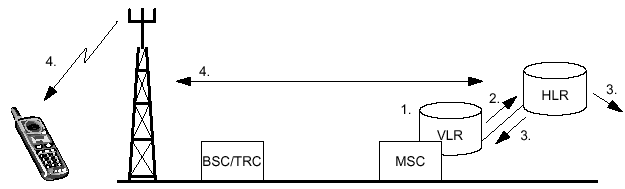 4.
4.
1.
2.
HLR
3.
VLR
3.
BSC/TRC
MSC